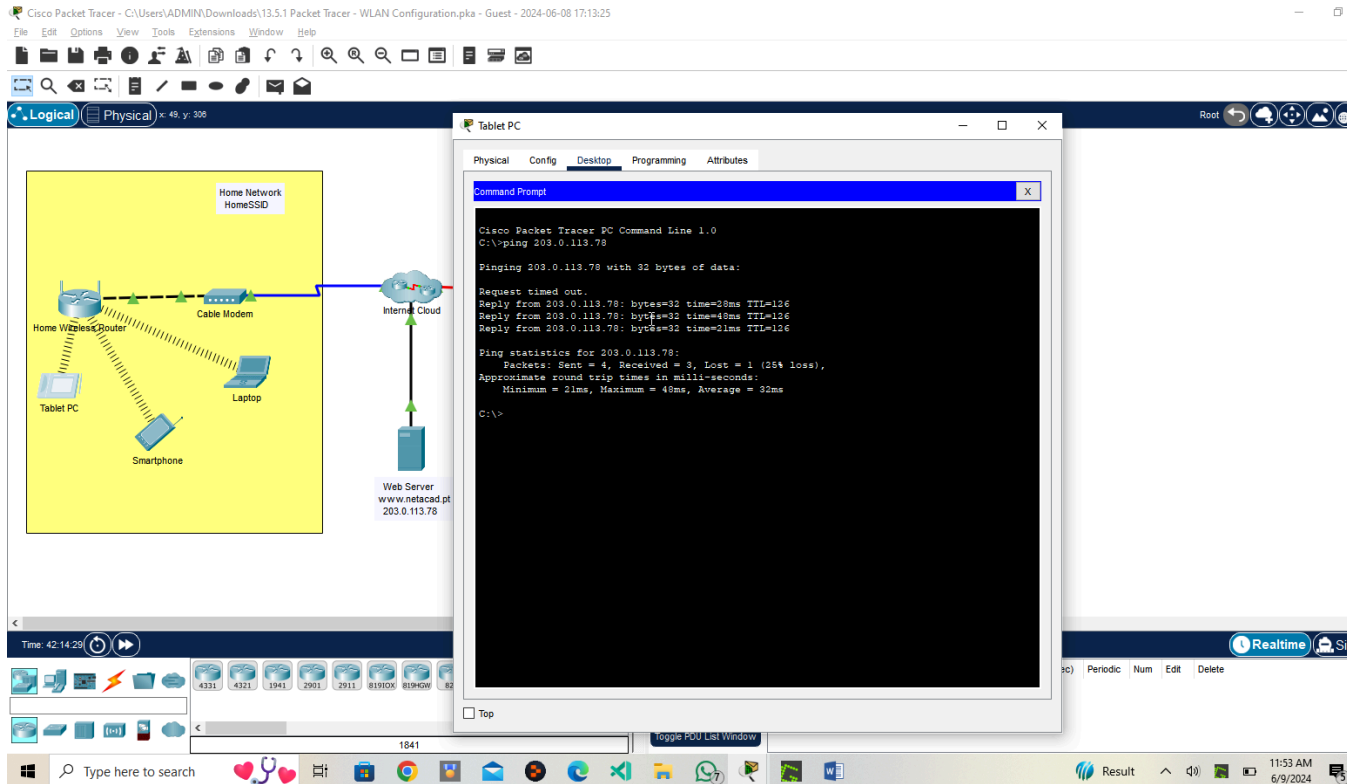 Cisco Packet Tracer - C:\Users\ADMIN\Downloads\13.5.1 Packet Tracer - WLAN Configuration.pka - Guest - 2024-06-08 17:13:25
File Edit Options View Tools Extensions Window Help
Logical Physical x: 49, y: 306
Root
Home Network
HomeSSID
Home Wireless Router
Cable Modem
Internet Cloud
Tablet PC
Laptop
Smartphone
Web Server
www.netacad.pt
203.0.113.78
Tablet PC
Physical Config Desktop Programming Attributes
Command Prompt
X
Cisco Packet Tracer PC Command Line 1.0
C:\>ping 203.0.113.78
Pinging 203.0.113.78 with 32 bytes of data:
Request timed out.
Reply from 203.0.113.78: bytes=32 time=28ms TTL=126
Reply from 203.0.113.78: bytes=32 time=48ms TTL=126
Reply from 203.0.113.78: bytes=32 time=21ms TTL=126
Ping statistics for 203.0.113.78:
Packets: Sent = 4, Received = 3, Lost = 1 (25% loss),
Approximate round trip times in milli-seconds:
Minimum = 21ms, Maximum = 48ms, Average = 32ms
C:\>
Top
Time: 42:14:29
Realtime
4331 4321 1941 2901 2911 819IOX 819HGW
1841
Periodic Num Edit Delete
Toggle PDU List Window
Type here to search
Result
11:53 AM
6/9/2024